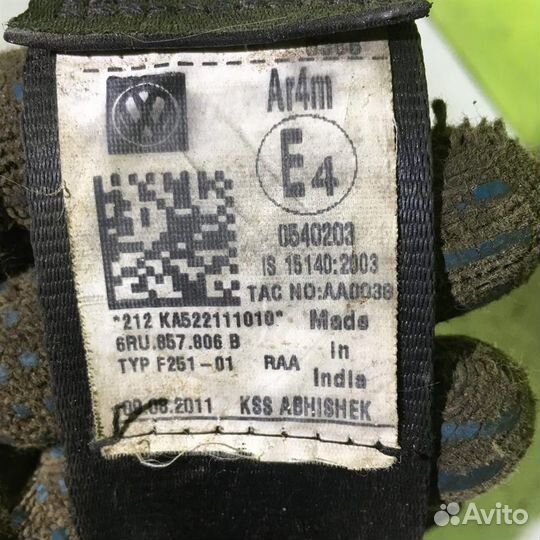 Ar4m
E4
0540203
IS 15140:2003
TAC NO:AA0038
*212 KA522111010* Made
6RU.857.806 B in
TYP F251-01 RAA India
09.08.2011 KSS ABHISHEK
Avito